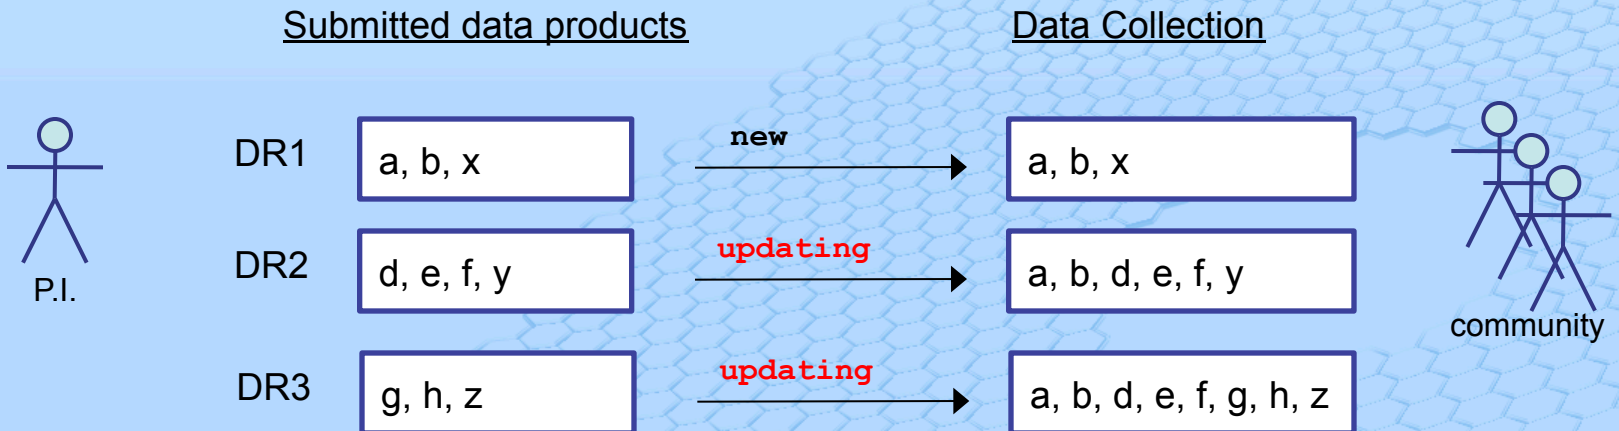 Submitted data products
Data Collection
DR1
a, b, x
new
a, b, x
DR2
d, e, f, y
updating
a, b, d, e, f, y
P.I.
community
DR3
g, h, z
updating
a, b, d, e, f, g, h, z